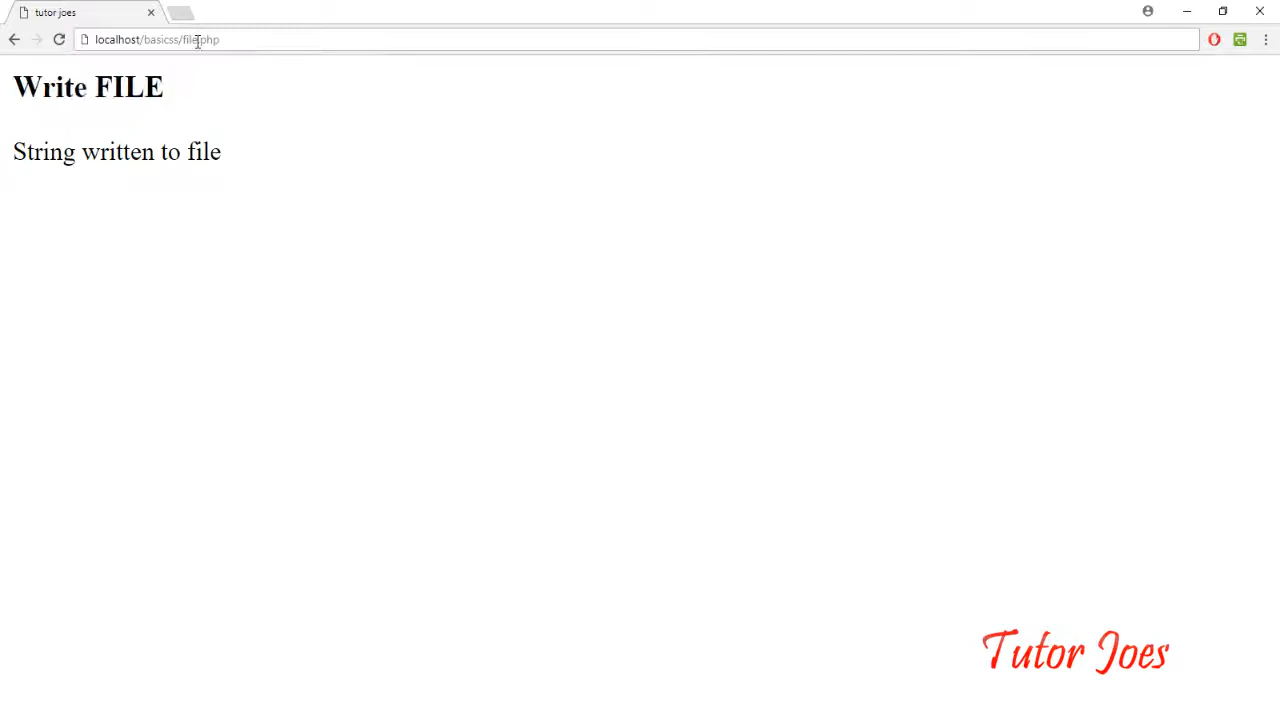 tutor joes
localhost/basicss/file.php
Write FILE
String written to file
Tutor Joes